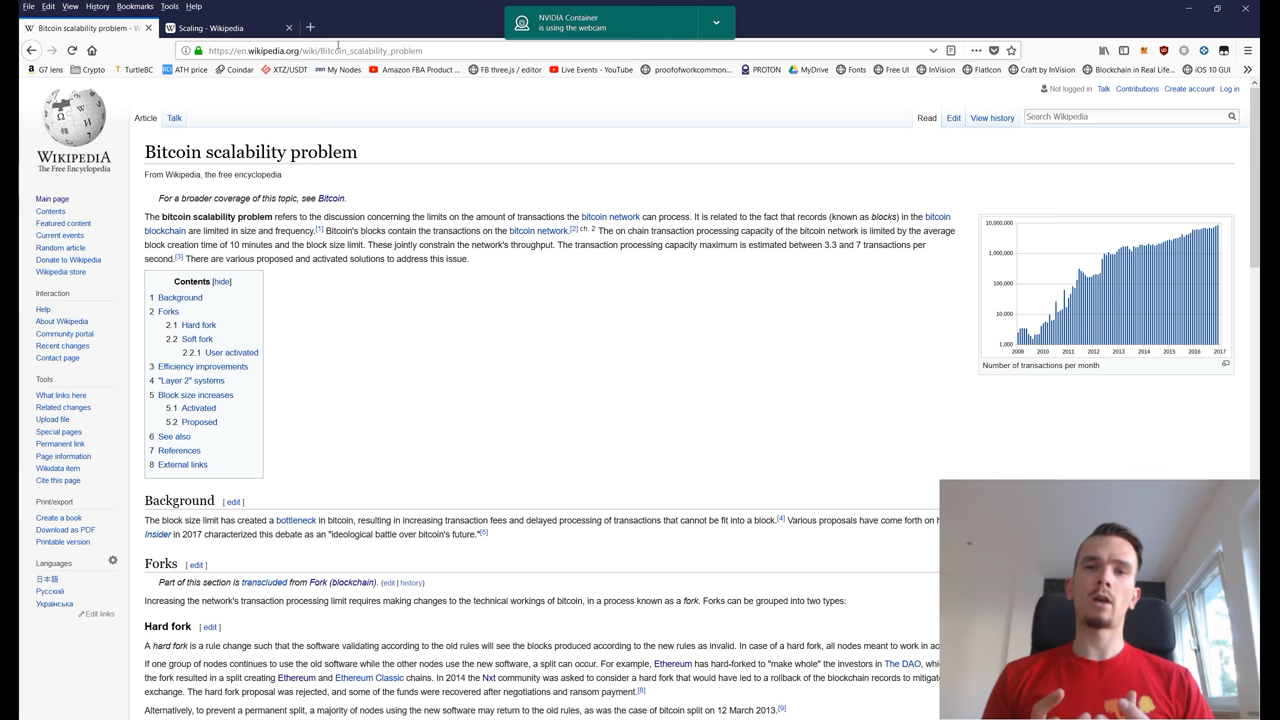 File Edit View History Bookmarks Tools Help
NVIDIA Container
is using the webcam
Bitcoin scalability problem - W
Scaling - Wikipedia
https://en.wikipedia.org/wiki/Bitcoin_scalability_problem
G7 lens Crypto TurtleBC ATH price Coindar XTZ/USDT zen My Nodes Amazon FBA Product ... FB three.js / editor Live Events - YouTube proofofworkcommon... PROTON MyDrive Fonts Free UI InVision FlatIcon Craft by InVision Blockchain in Real Life... iOS 10 GUI
Not logged in Talk Contributions Create account Log in
Article Talk
Read Edit View history Search Wikipedia
WIKIPEDIA
The Free Encyclopedia
Main page
Contents
Featured content
Current events
Random article
Donate to Wikipedia
Wikipedia store
Interaction
Help
About Wikipedia
Community portal
Recent changes
Contact page
Tools
What links here
Related changes
Upload file
Special pages
Permanent link
Page information
Wikidata item
Cite this page
Print/export
Create a book
Download as PDF
Printable version
Languages
日本語
Русский
Українська
Edit links
Bitcoin scalability problem
From Wikipedia, the free encyclopedia
For a broader coverage of this topic, see Bitcoin.
The bitcoin scalability problem refers to the discussion concerning the limits on the amount of transactions the bitcoin network can process. It is related to the fact that records (known as blocks) in the bitcoin
blockchain are limited in size and frequency.[1] Bitcoin's blocks contain the transactions on the bitcoin network.[2] ch. 2 The on chain transaction processing capacity of the bitcoin network is limited by the average
block creation time of 10 minutes and the block size limit. These jointly constrain the network's throughput. The transaction processing capacity maximum is estimated between 3.3 and 7 transactions per
second.[3] There are various proposed and activated solutions to address this issue.
10,000,000
1,000,000
100,000
10,000
1,000
2009 2010 2011 2012 2013 2014 2015 2016 2017
Number of transactions per month
Contents [hide]
1 Background
2 Forks
2.1 Hard fork
2.2 Soft fork
2.2.1 User activated
3 Efficiency improvements
4 "Layer 2" systems
5 Block size increases
5.1 Activated
5.2 Proposed
6 See also
7 References
8 External links
Background [ edit ]
The block size limit has created a bottleneck in bitcoin, resulting in increasing transaction fees and delayed processing of transactions that cannot be fit into a block.[4] Various proposals have come forth on
Insider in 2017 characterized this debate as an "ideological battle over bitcoin's future."[5]
Forks [ edit ]
Part of this section is transcluded from Fork (blockchain). (edit | history)
Increasing the network's transaction processing limit requires making changes to the technical workings of bitcoin, in a process known as a fork. Forks can be grouped into two types:
Hard fork [ edit ]
A hard fork is a rule change such that the software validating according to the old rules will see the blocks produced according to the new rules as invalid. In case of a hard fork, all nodes meant to work in
If one group of nodes continues to use the old software while the other nodes use the new software, a split can occur. For example, Ethereum has hard-forked to "make whole" the investors in The DAO,
the fork resulted in a split creating Ethereum and Ethereum Classic chains. In 2014 the Nxt community was asked to consider a hard fork that would have led to a rollback of the blockchain records to
exchange. The hard fork proposal was rejected, and some of the funds were recovered after negotiations and ransom payment.[8]
Alternatively, to prevent a permanent split, a majority of nodes using the new software may return to the old rules, as was the case of bitcoin split on 12 March 2013.[9]